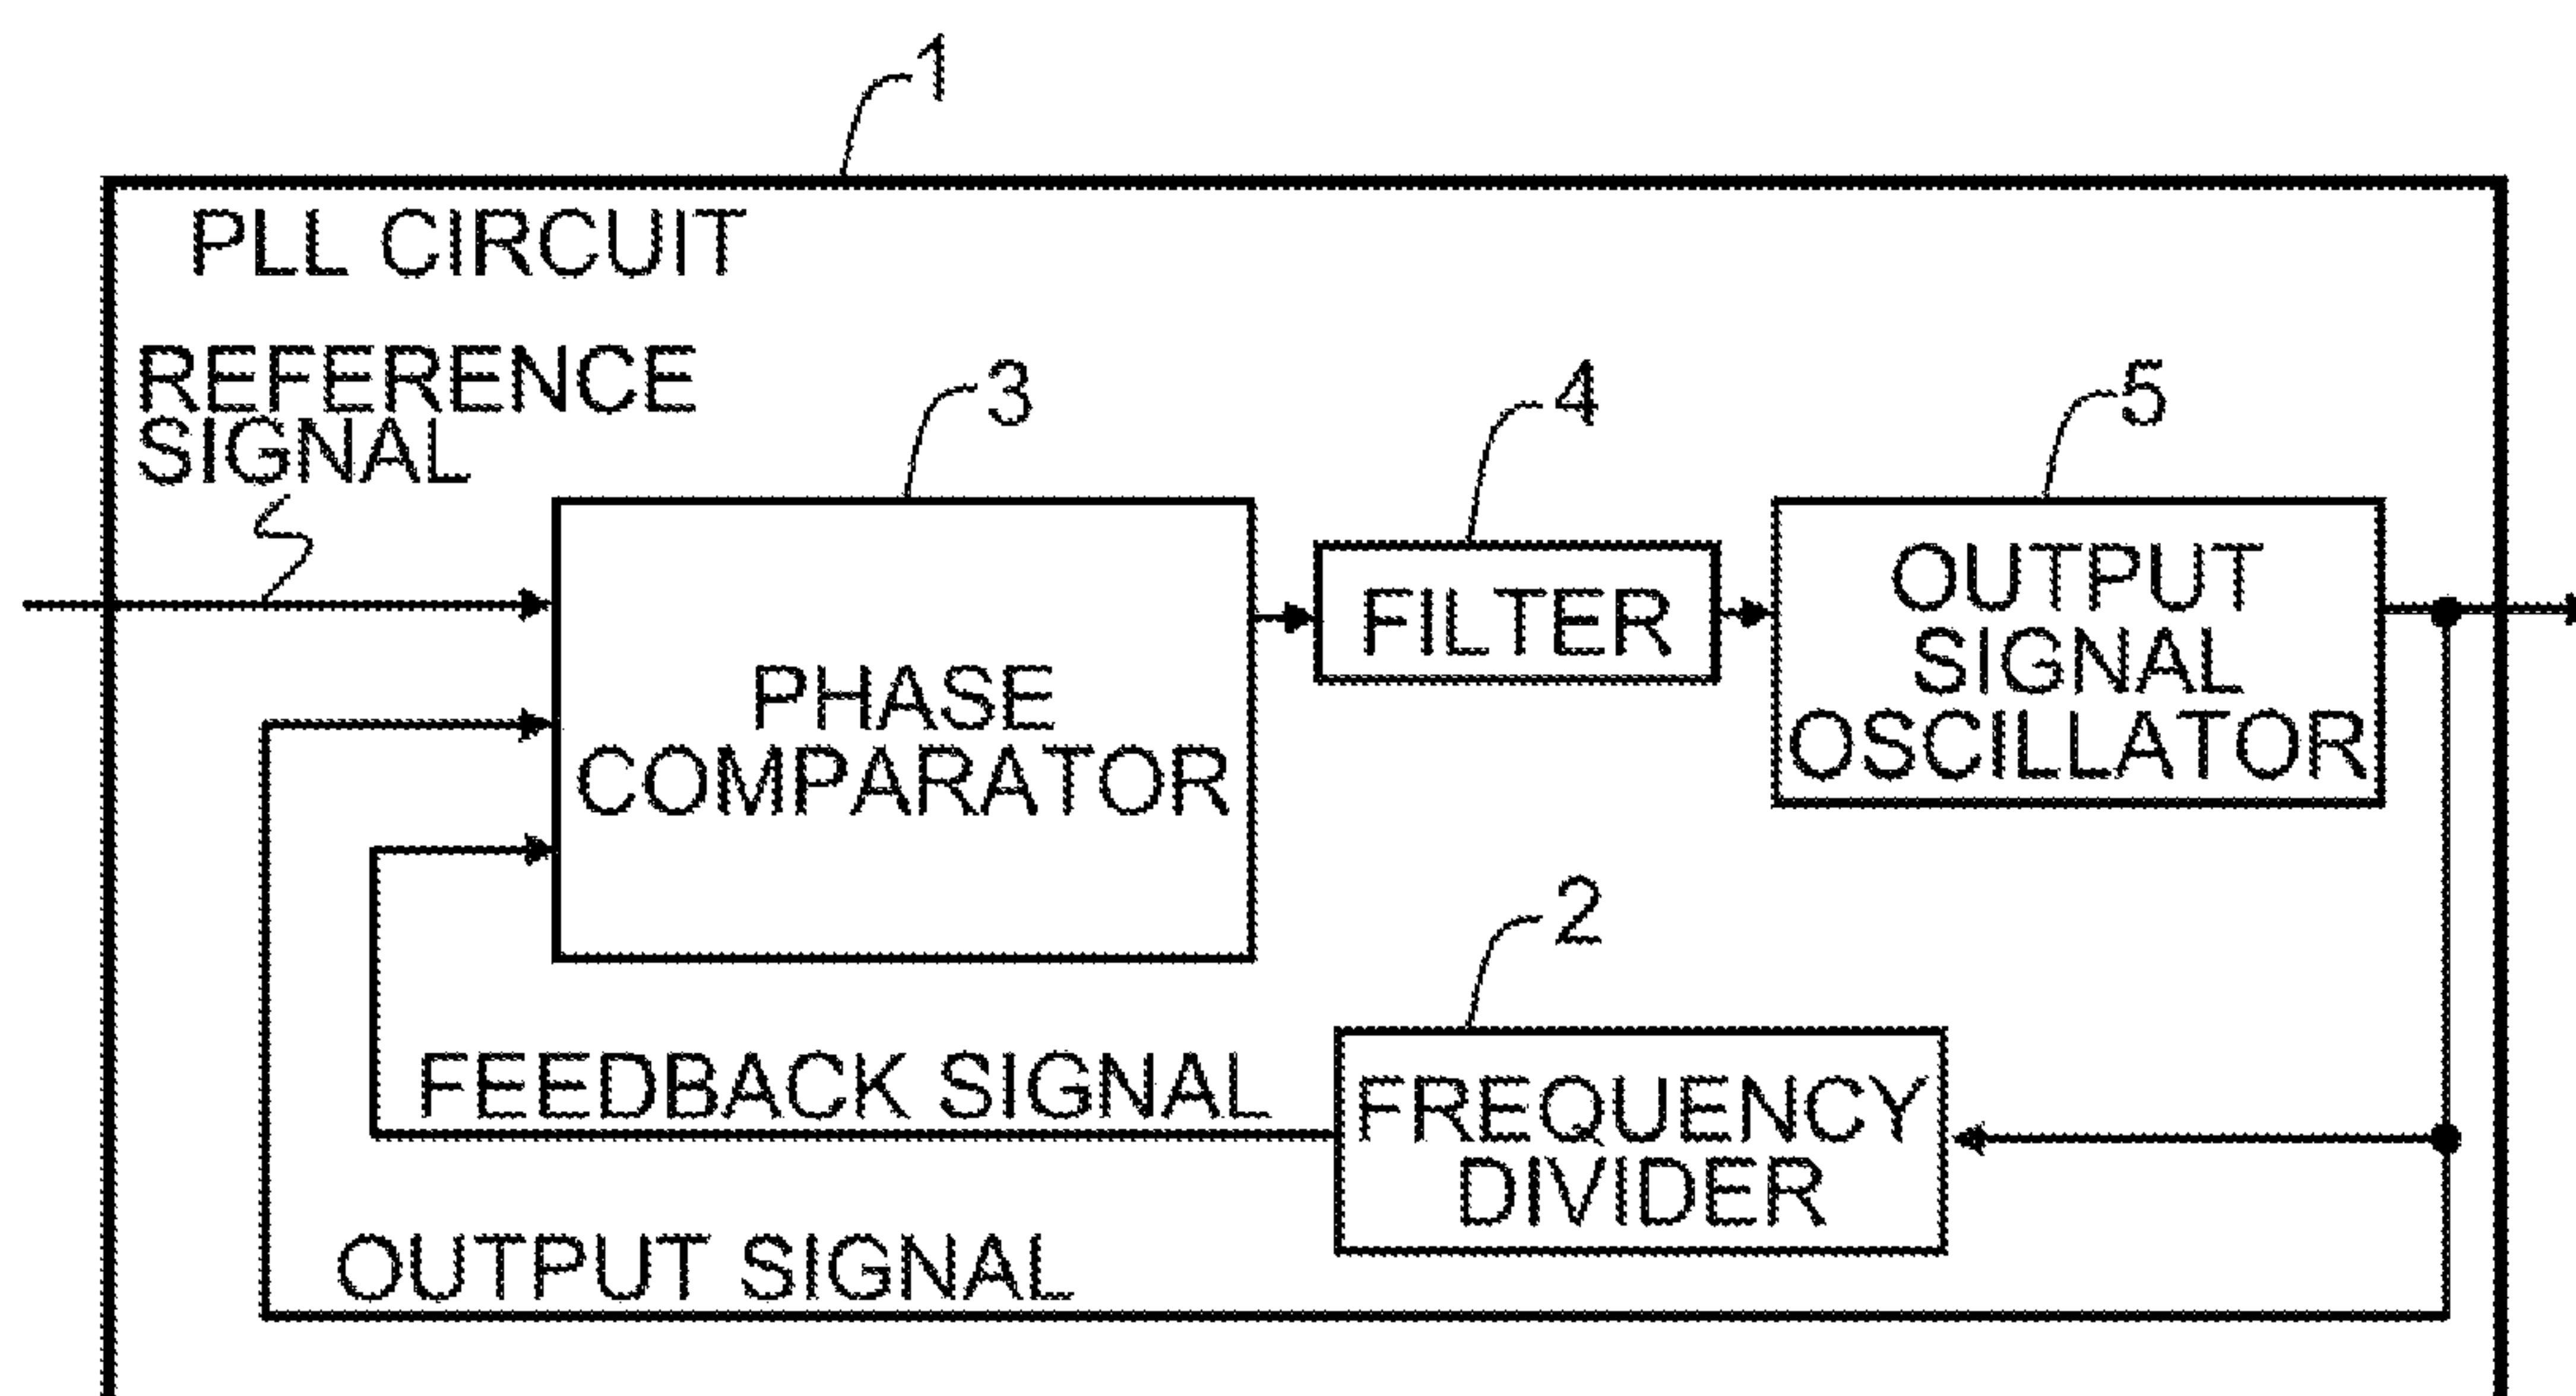 1
PLL CIRCUIT
REFERENCE
SIGNAL
3
4
5
PHASE
COMPARATOR
FILTER
OUTPUT
SIGNAL
OSCILLATOR
2
FEEDBACK SIGNAL
FREQUENCY
DIVIDER
OUTPUT SIGNAL